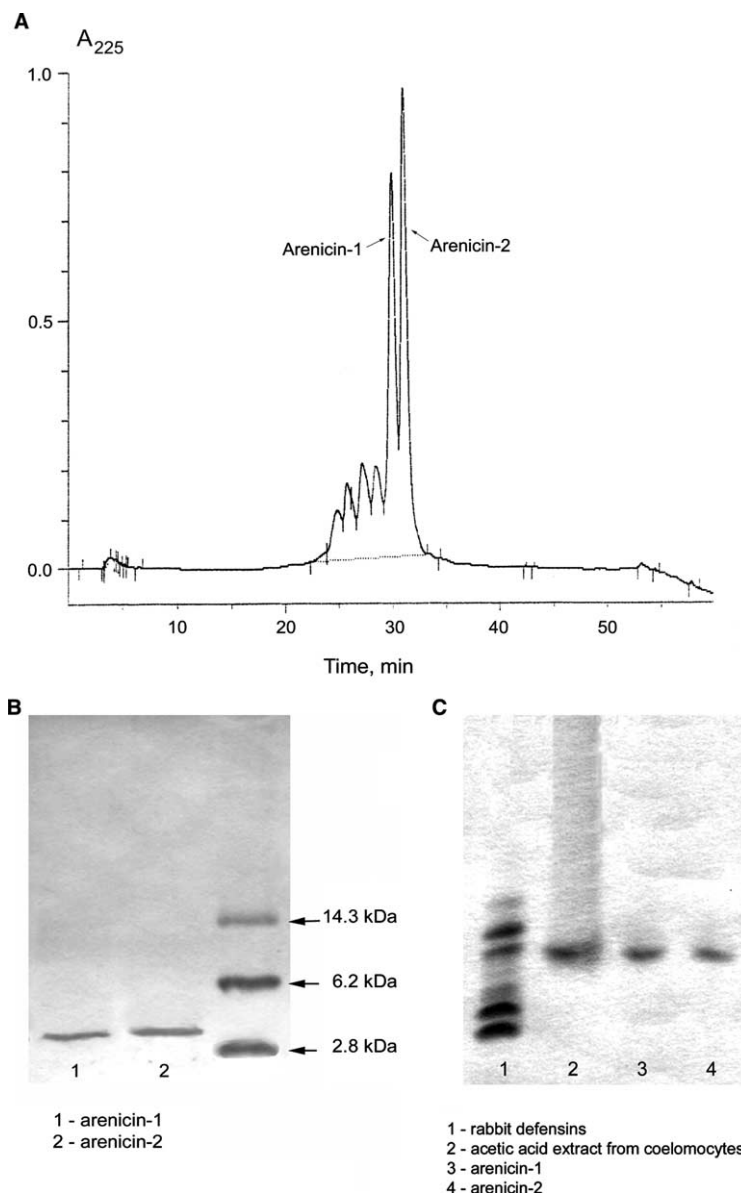 A
A225
1.0
0.5
0.0
Arenicin-1
Arenicin-2
10 20 30 40 50
Time, min
B
14.3 kDa
6.2 kDa
2.8 kDa
1 2
1 - arenicin-1
2 - arenicin-2
C
1 2 3 4
1 - rabbit defensins
2 - acetic acid extract from coelomocytes
3 - arenicin-1
4 - arenicin-2